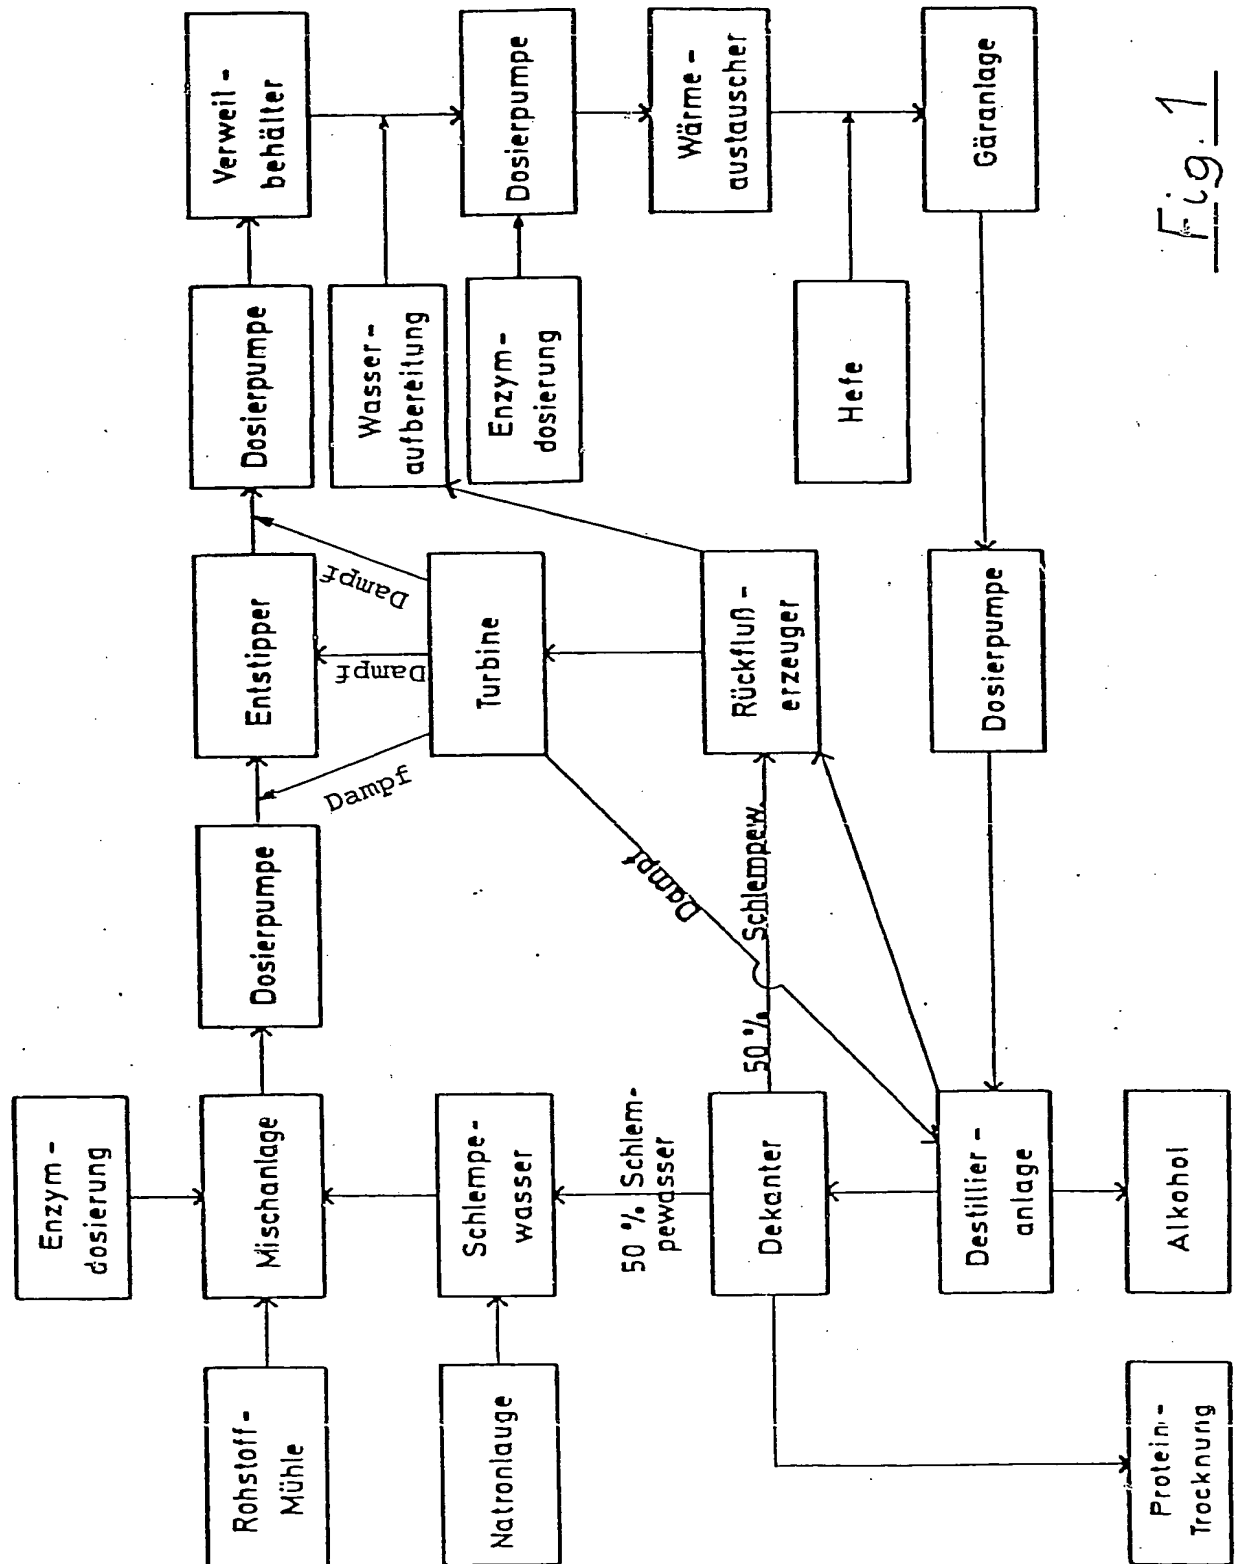 Enzym-
dosierung
Rohstoff-
Mühle
Mischanlage
Dosierpumpe
Entstipper
Dosierpumpe
Verweil-
behälter
Dampf
Dampf
Dampf
Natronlauge
Schlempe-
wasser
Turbine
Wasser-
aufbereitung
Enzym-
dosierung
Dosierpumpe
50 % Schlem-
pewasser
Dampf
Dekanter
50 % Schlempew.
Rückfluß-
erzeuger
Wärme-
austauscher
Hefe
Destillier-
anlage
Dosierpumpe
Gäranlage
Protein-
Trocknung
Alkohol
Fig. 1